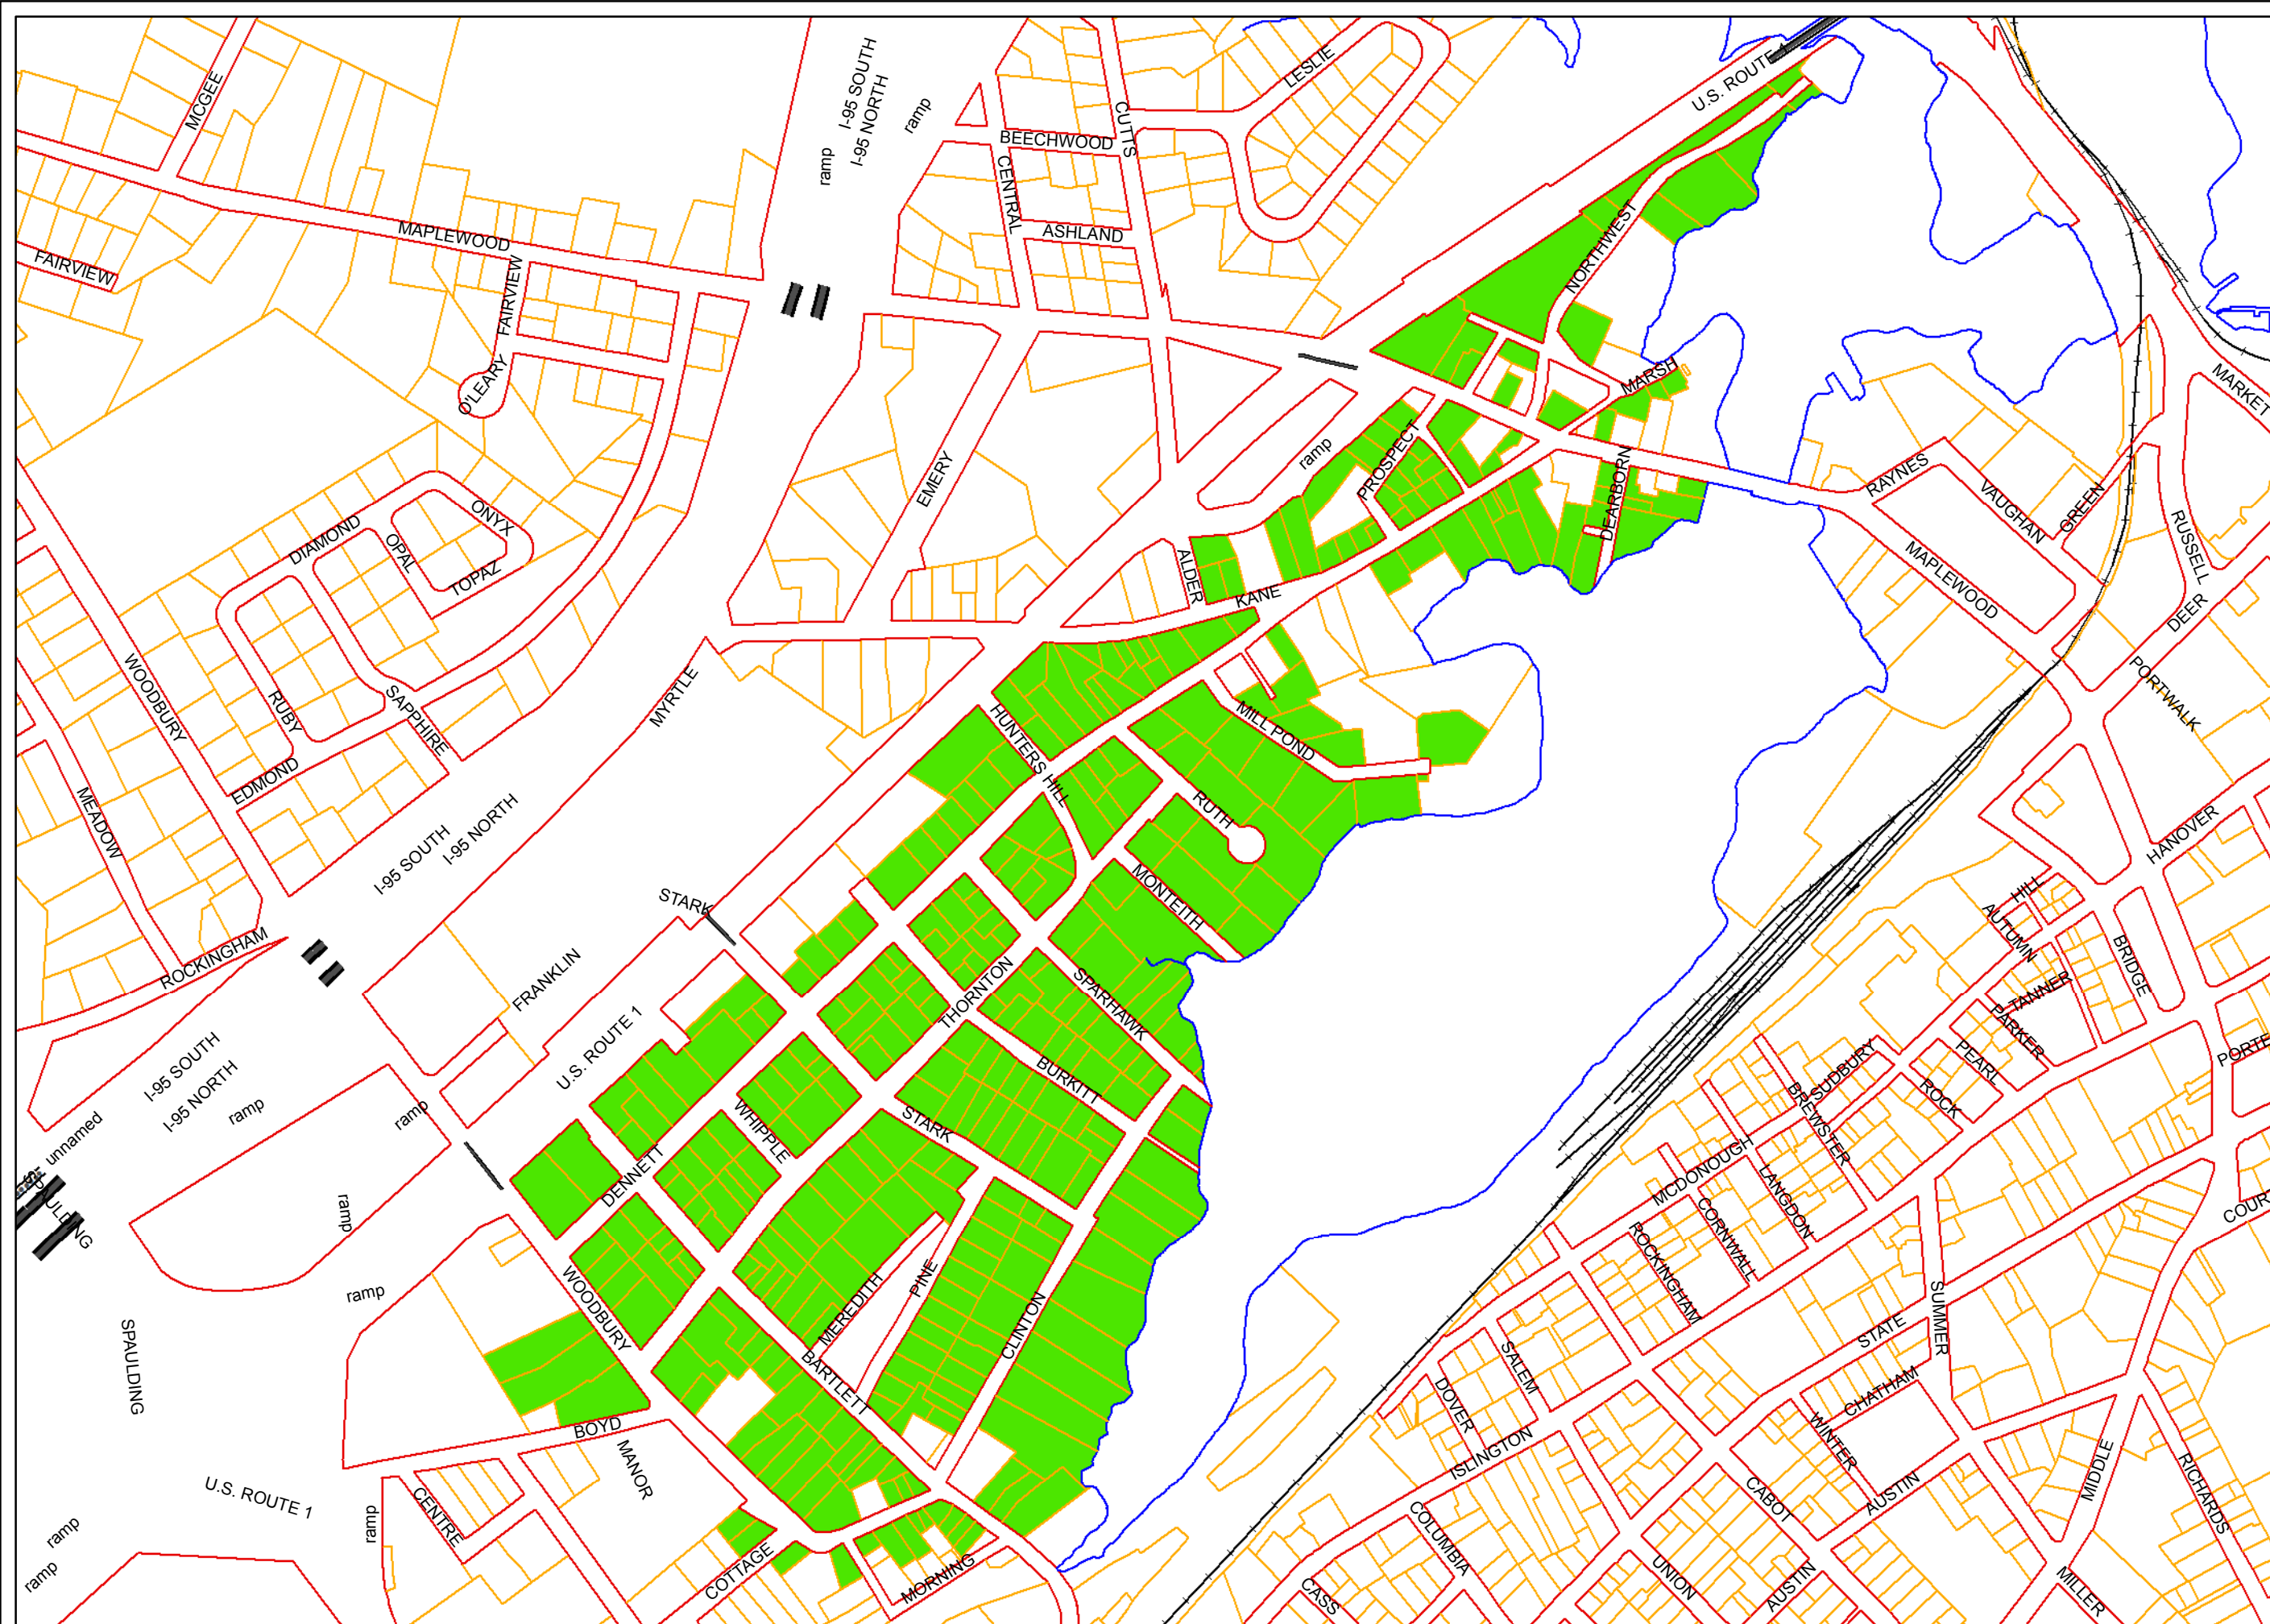 I-95 SOUTH
I-95 NORTH
LESLIE
U.S. ROUTE
MCGEE
ramp
ramp
CUTTS
BEECHWOOD
CENTRAL
ASHLAND
MAPLEWOOD
NORTHWEST
FAIRVIEW
FAIRVIEW
O'LEARY
MARSH
MARKET
PROSPECT
ramp
EMERY
DEARBORN
RAYNES
VAUGHAN
GREEN
RUSSELL
DIAMOND
ONYX
OPAL
TOPAZ
ALDER
KANE
MAPLEWOOD
DEER
WOODBURY
MYRTLE
RUBY
SAPPHIRE
HUNTERS HILL
MILL POND
PORTWALK
EDMOND
MEADOW
I-95 SOUTH
I-95 NORTH
RUTH
HANOVER
MONTEITH
STARK
HILL
AUTUMN
ROCKINGHAM
FRANKLIN
THORNTON
SPARHAWK
BRIDGE
TANNER
PARKER
U.S. ROUTE 1
I-95 SOUTH
I-95 NORTH
BURKITT
SUDBURY
PEARL
PORTE
ramp
ramp
unnamed
WHIPPLE
STARK
BREWSTER
ROCK
DENNETT
MCDONOUGH
LANGDON
SPAULDING
ramp
CORNWALL
COUR
ROCKINGHAM
ramp
WOODBURY
MEREDITH
PINE
CLINTON
SUMMER
STATE
SPAULDING
BARTLETT
SALEM
DOVER
CHATHAM
WINTER
BOYD
MANOR
ISLINGTON
MIDDLE
RICHARDS
U.S. ROUTE 1
CENTRE
ramp
CABOT
AUSTIN
ramp
COLUMBIA
ramp
COTTAGE
MORNING
CASS
UNION
AUSTIN
MILLER